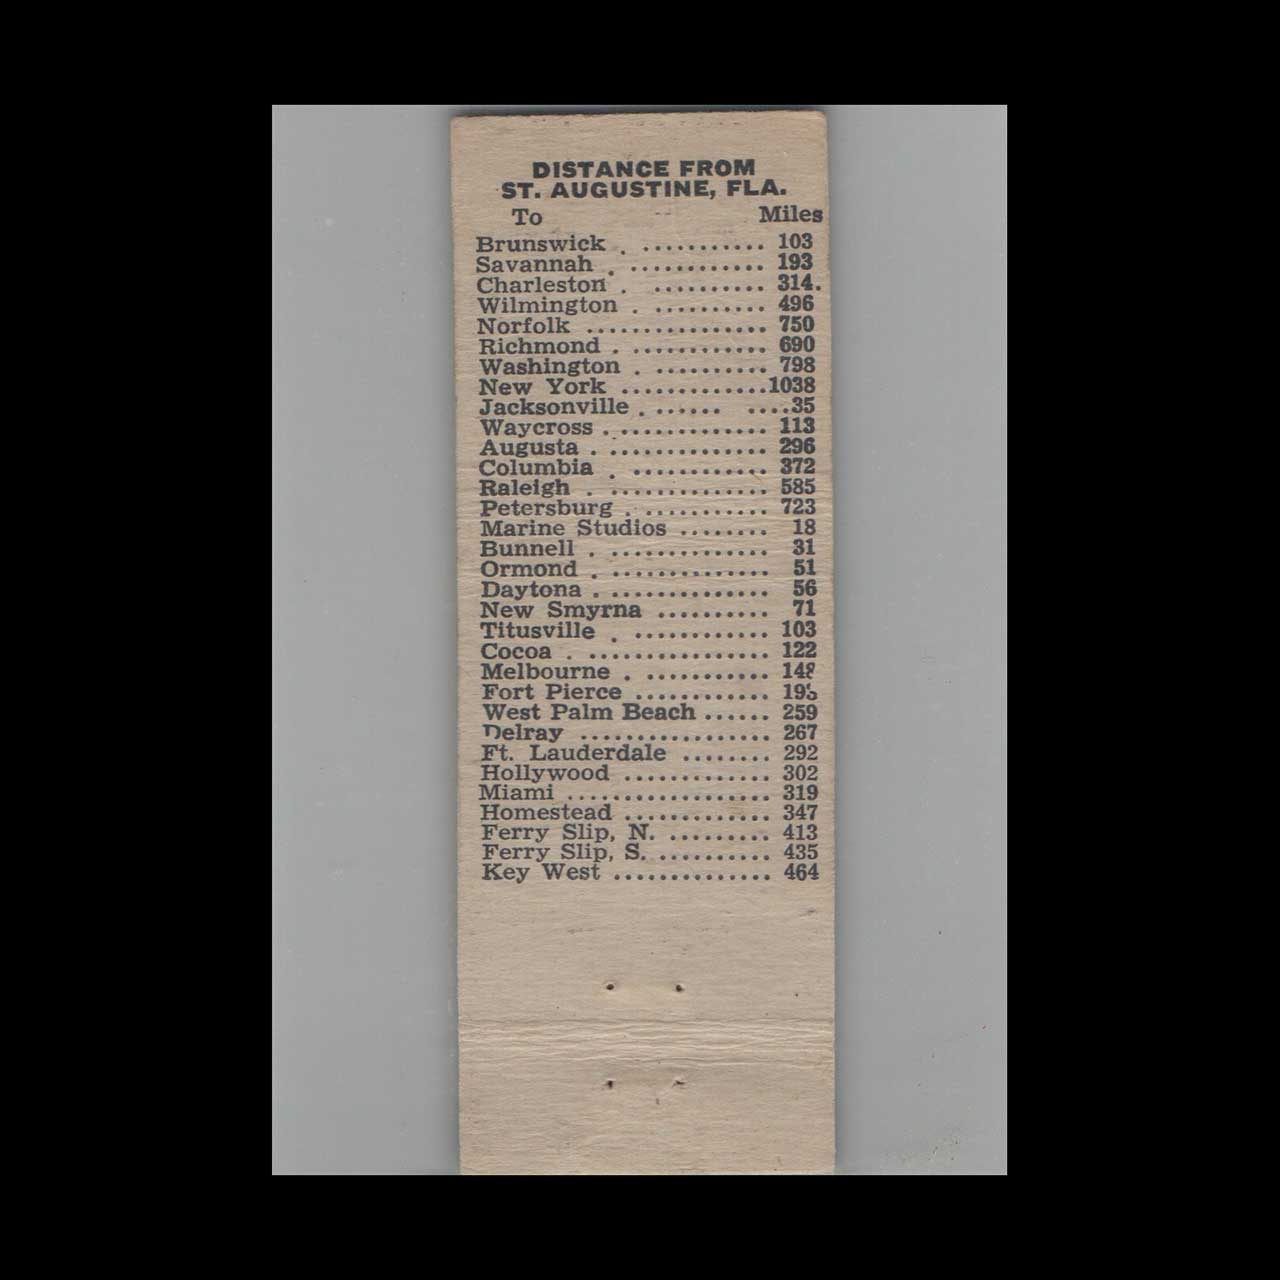 DISTANCE FROM
ST. AUGUSTINE, FLA.
To Miles
Brunswick . ........... 103
Savannah . ............ 193
Charleston . .......... 314.
Wilmington . .......... 496
Norfolk ................ 750
Richmond . ............ 690
Washington . .......... 798
New York .............1038
Jacksonville . ...... ....35
Waycross . ............. 113
Augusta . .............. 296
Columbia . ............ 372
Raleigh . .............. 585
Petersburg . ........... 723
Marine Studios ........ 18
Bunnell . .............. 31
Ormond . .............. 51
Daytona . .............. 56
New Smyrna .......... 71
Titusville . ............ 103
Cocoa . ................ 122
Melbourne . ........... 148
Fort Pierce ............
West Palm Beach ...... 259
Delray ................. 267
Ft. Lauderdale ........ 292
Hollywood ............. 302
Miami .................. 319
Homestead ............. 347
Ferry Slip, N. ......... 413
Ferry Slip, S. .......... 435
Key West .............. 464